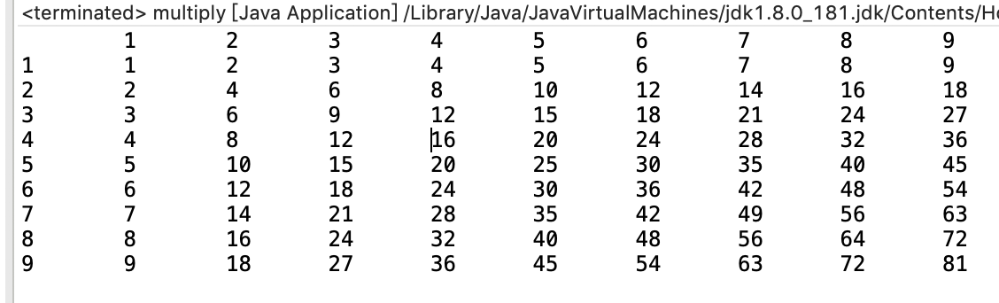 <terminated> multiply [Java Application] /Library/Java/JavaVirtualMachines/jdk1.8.0_181.jdk/Contents/H
1 2 3 4 5 6 7 8 9
1 1 2 3 4 5 6 7 8 9
2 2 4 6 8 10 12 14 16 18
3 3 6 9 12 15 18 21 24 27
4 4 8 12 16 20 24 28 32 36
5 5 10 15 20 25 30 35 40 45
6 6 12 18 24 30 36 42 48 54
7 7 14 21 28 35 42 49 56 63
8 8 16 24 32 40 48 56 64 72
9 9 18 27 36 45 54 63 72 81